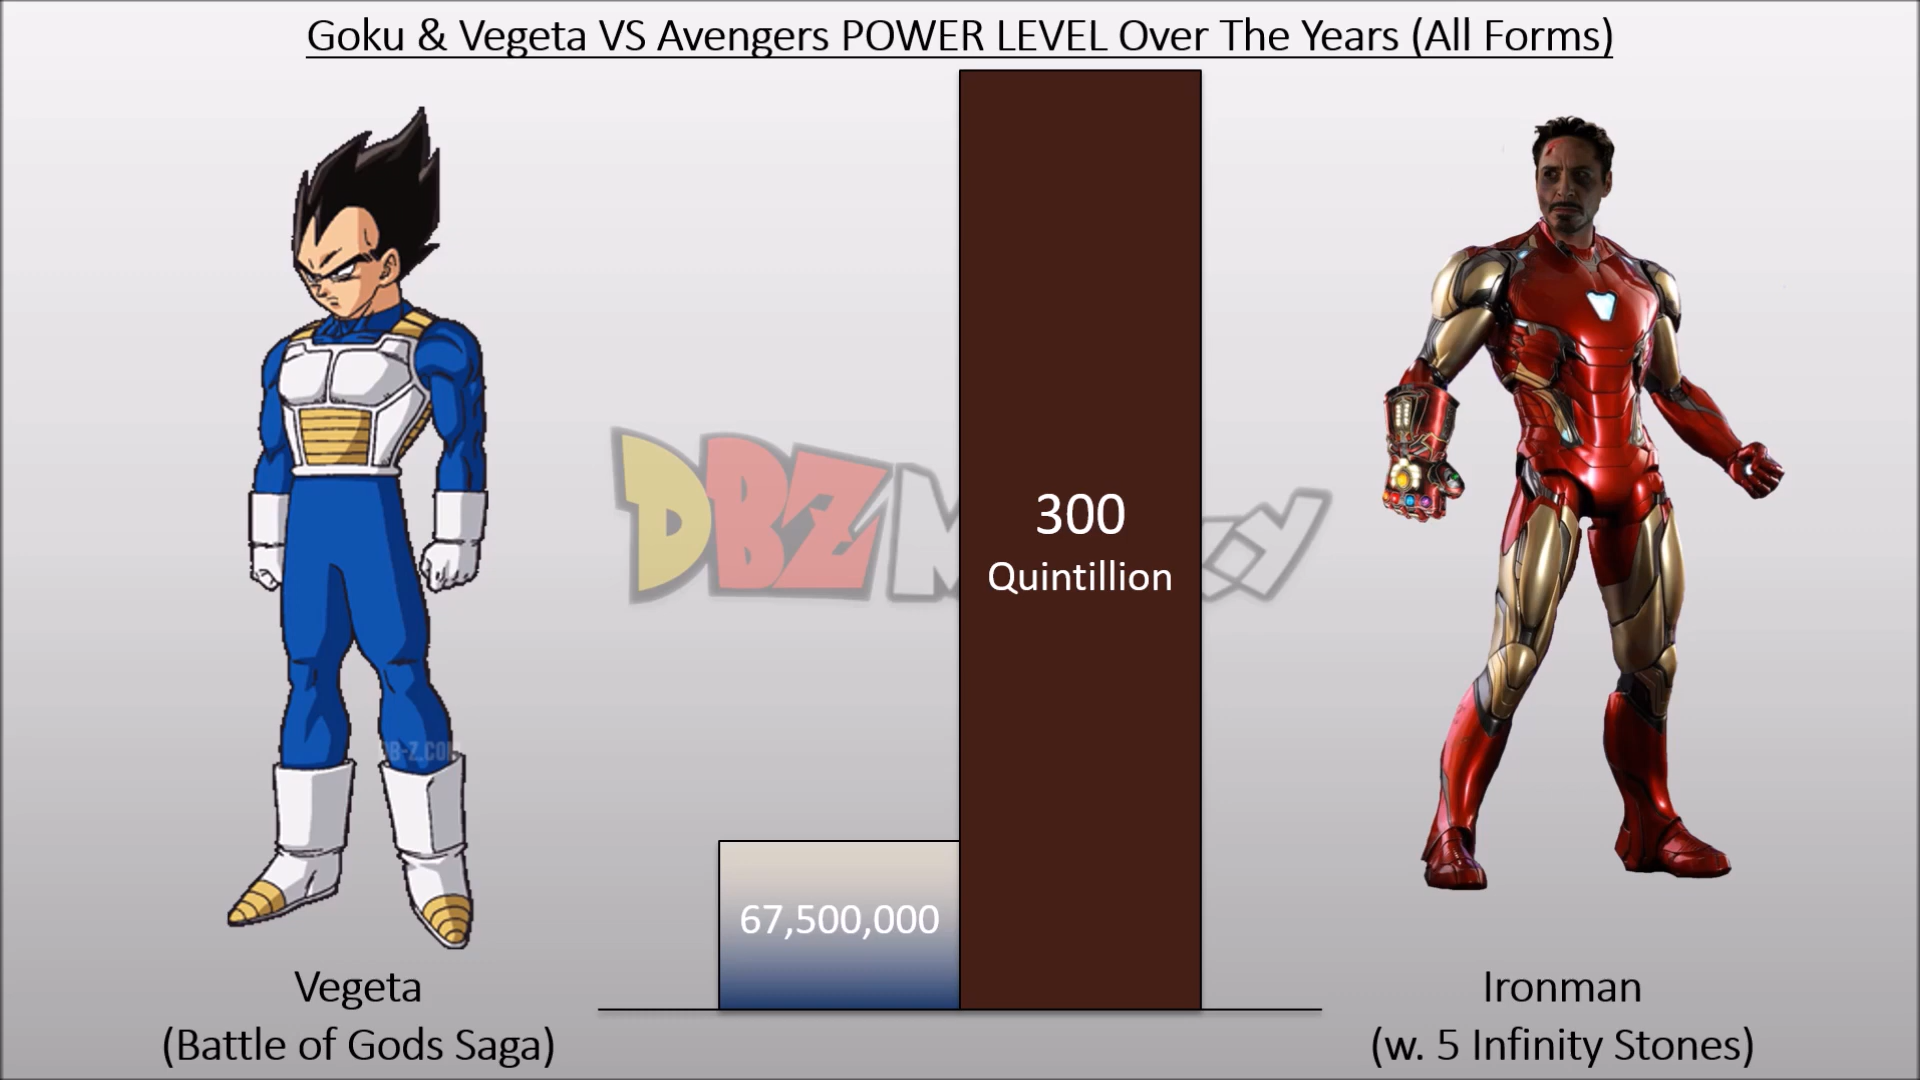 Goku & Vegeta VS Avengers POWER LEVEL Over The Years (All Forms)
DBZ
300
Quintillion
67,500,000
Vegeta
(Battle of Gods Saga)
Ironman
(w. 5 Infinity Stones)